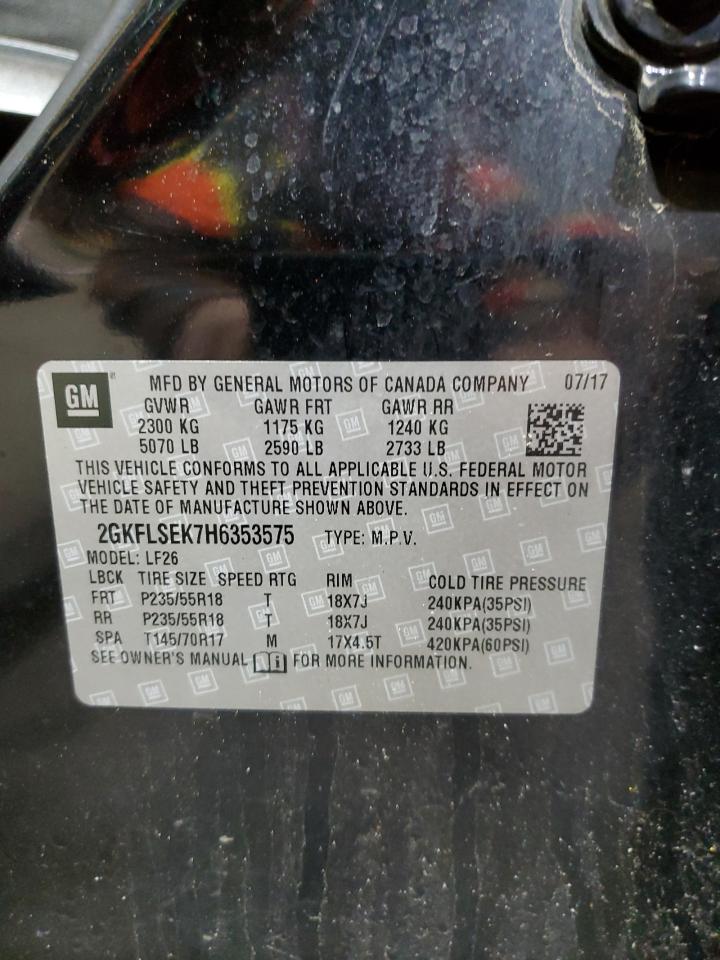 GM MFD BY GENERAL MOTORS OF CANADA COMPANY 07/17
GVWR GAWR FRT GAWR RR
2300 KG 1175 KG 1240 KG
5070 LB 2590 LB 2733 LB
THIS VEHICLE CONFORMS TO ALL APPLICABLE U.S. FEDERAL MOTOR
VEHICLE SAFETY AND THEFT PREVENTION STANDARDS IN EFFECT ON
THE DATE OF MANUFACTURE SHOWN ABOVE.
2GKFLSEK7H6353575 TYPE: M.P.V.
MODEL: LF26
LBCK TIRE SIZE SPEED RTG RIM COLD TIRE PRESSURE
FRT P235/55R18 T 18X7J 240KPA(35PSI)
RR P235/55R18 T 18X7J 240KPA(35PSI)
SPA T145/70R17 M 17X4.5T 420KPA(60PSI)
SEE OWNER'S MANUAL FOR MORE INFORMATION.